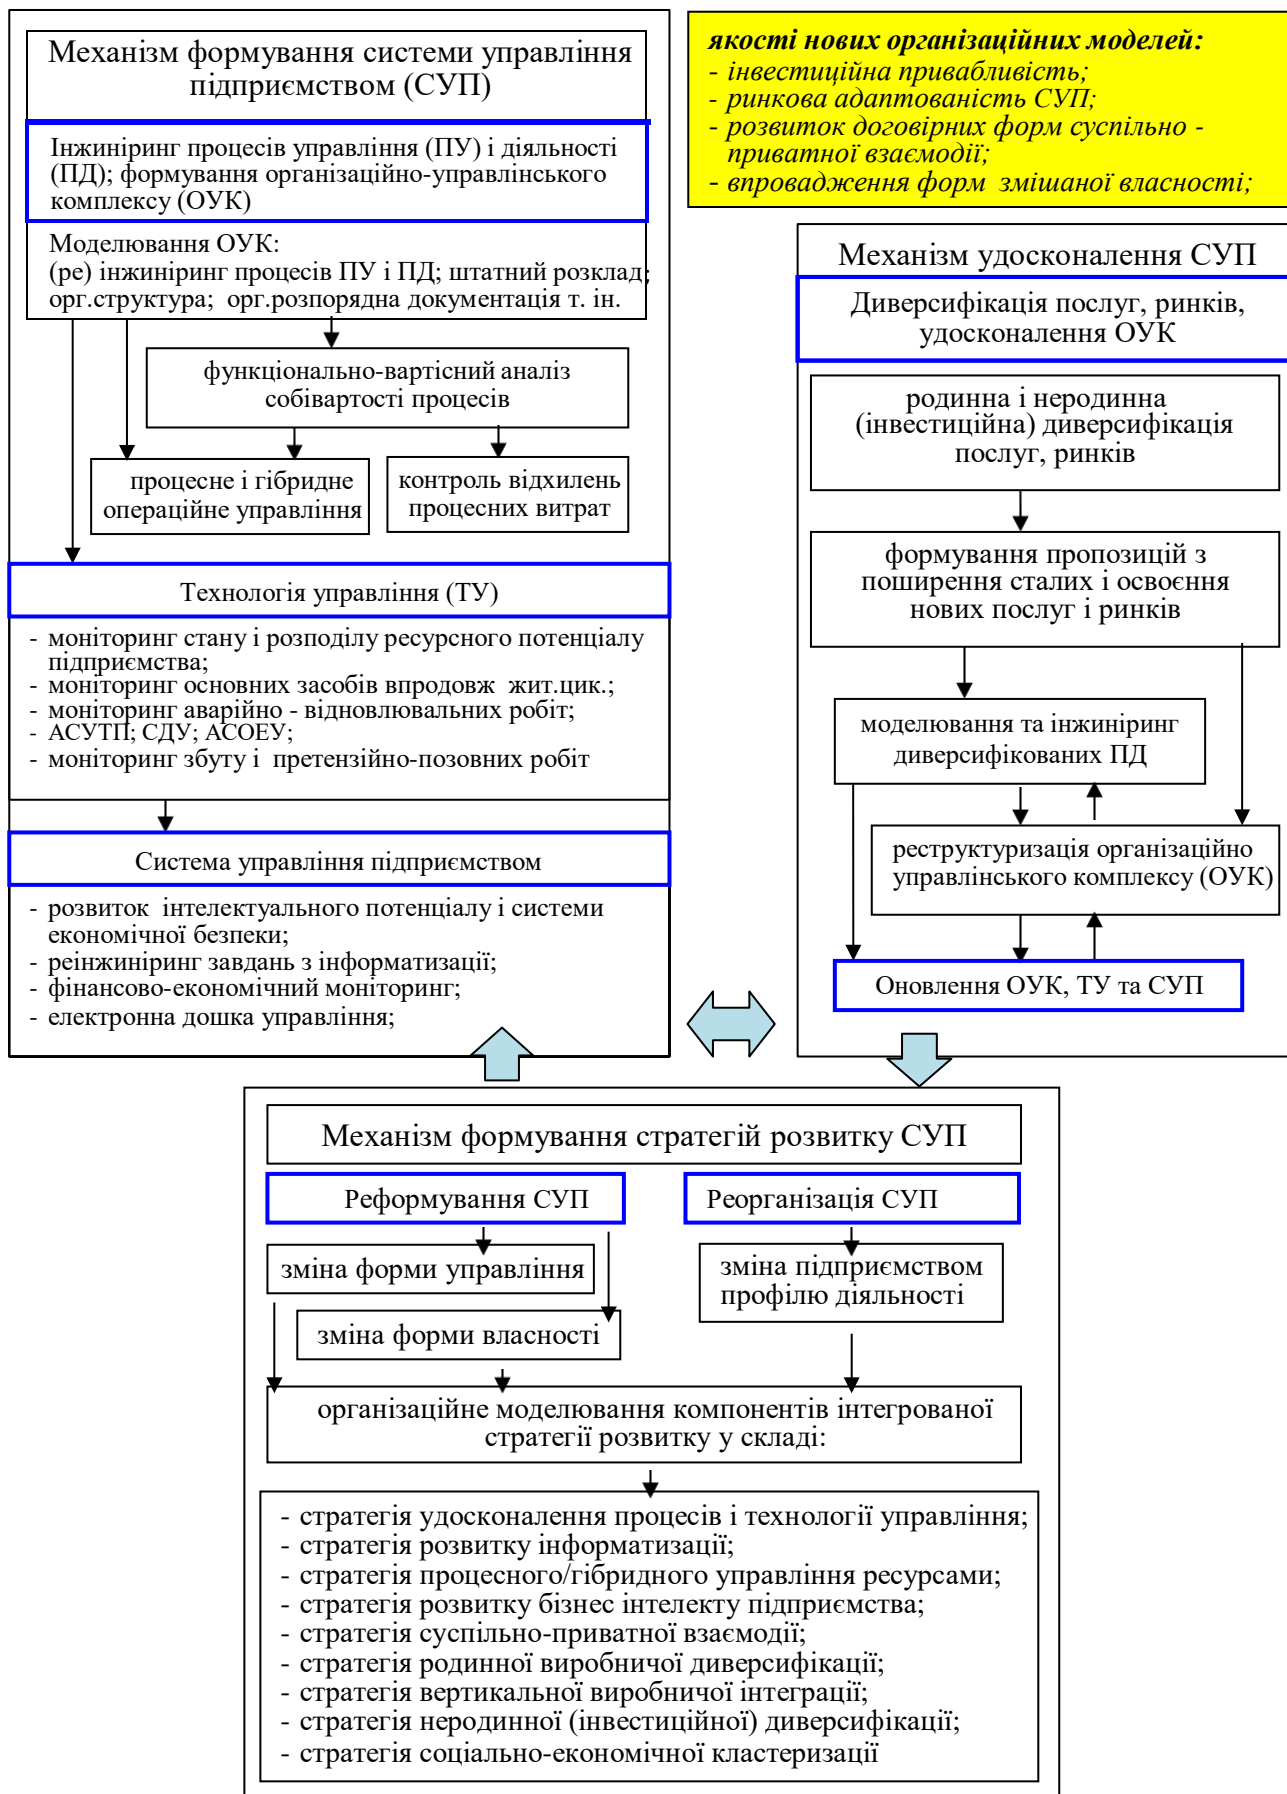 Механізм формування системи управління
підприємством (СУП)
Інжиніринг процесів управління (ПУ) і діяльності
(ПД); формування організаційно-управлінського
комплексу (ОУК)
Моделювання ОУК:
(ре) інжиніринг процесів ПУ і ПД; штатний розклад;
орг.структура; орг.розпорядна документація т. ін.
функціонально-вартісний аналіз
собівартості процесів
процесне і гібридне
операційне управління
контроль відхилень
процесних витрат
Технологія управління (ТУ)
- моніторинг стану і розподілу ресурсного потенціалу
підприємства;
- моніторинг основних засобів впродовж жит.цик.;
- моніторинг аварійно - відновлювальних робіт;
- АСУТП; СДУ; АСОЕУ;
- моніторинг збуту і претензійно-позовних робіт
Система управління підприємством
- розвиток інтелектуального потенціалу і системи
економічної безпеки;
- реінжиніринг завдань з інформатизації;
- фінансово-економічний моніторинг;
- електронна дошка управління;
якості нових організаційних моделей:
- інвестиційна привабливість;
- ринкова адаптованість СУП;
- розвиток договірних форм суспільно -
приватної взаємодії;
- впровадження форм змішаної власності;
Механізм удосконалення СУП
Диверсифікація послуг, ринків,
удосконалення ОУК
родинна і неродинна
(інвестиційна) диверсифікація
послуг, ринків
формування пропозицій з
поширення сталих і освоєння
нових послуг і ринків
моделювання та інжиніринг
диверсифікованих ПД
реструктуризація організаційно
управлінського комплексу (ОУК)
Оновлення ОУК, ТУ та СУП
Механізм формування стратегій розвитку СУП
Реформування СУП
Реорганізація СУП
зміна форми управління
зміна форми власності
зміна підприємством
профілю діяльності
організаційне моделювання компонентів інтегрованої
стратегії розвитку у складі:
- стратегія удосконалення процесів і технології управління;
- стратегія розвитку інформатизації;
- стратегія процесного/гібридного управління ресурсами;
- стратегія розвитку бізнес інтелекту підприємства;
- стратегія суспільно-приватної взаємодії;
- стратегія родинної виробничої диверсифікації;
- стратегія вертикальної виробничої інтеграції;
- стратегія неродинної (інвестиційної) диверсифікації;
- стратегія соціально-економічної кластеризації